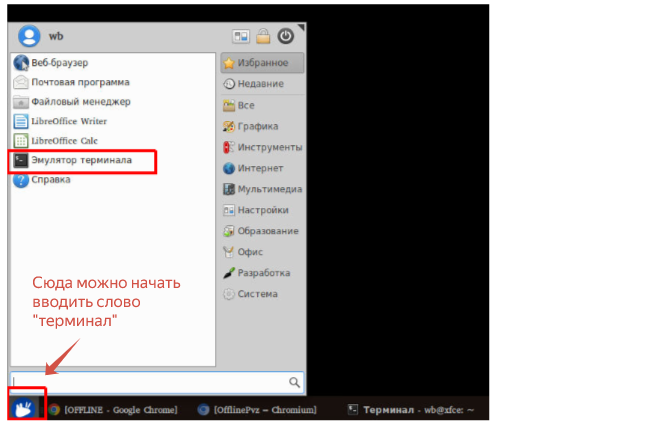 wb
Веб-браузер
Почтовая программа
Файловый менеджер
LibreOffice Writer
LibreOffice Calc
Эмулятор терминала
Справка
Избранное
Недавние
Все
Графика
Инструменты
Интернет
Мультимедиа
Настройки
Образование
Офис
Разработка
Система
Сюда можно начать
вводить слово
"терминал"
[OFFLINE - Google Chrome]
[OfflinePvz – Chromium]
Терминал - wb@xfce: ~